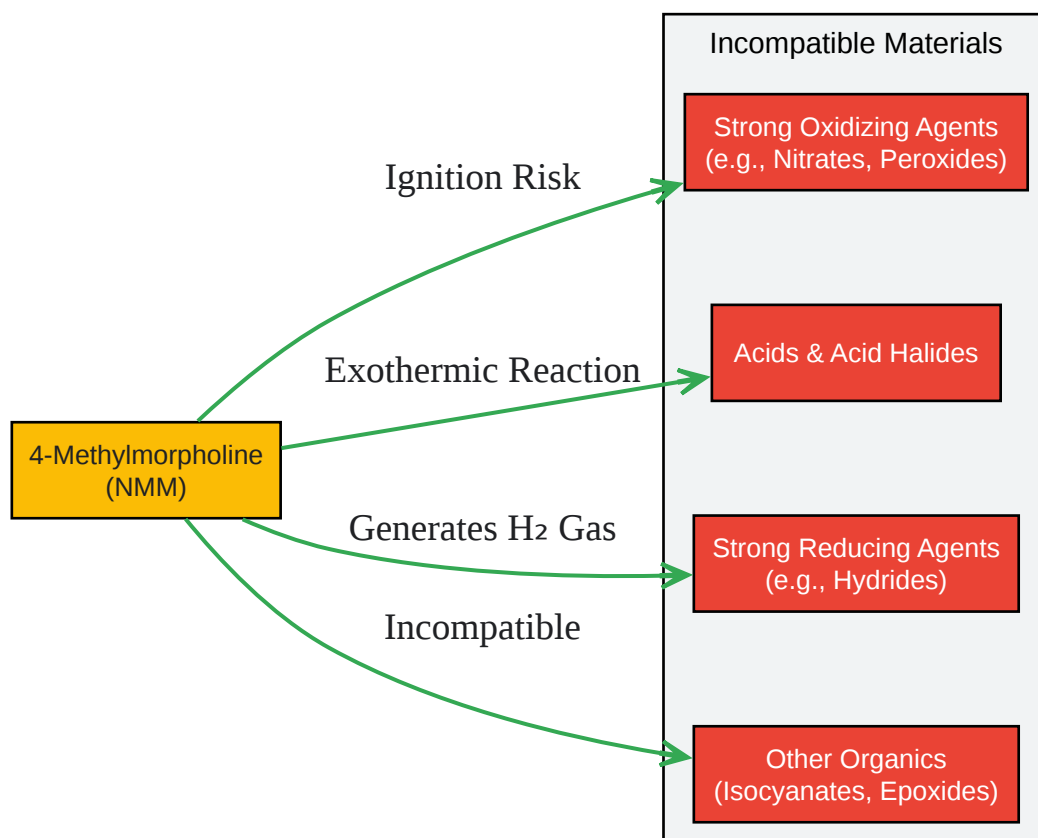 Incompatible Materials
Strong Oxidizing Agents
(e.g., Nitrates, Peroxides)
Ignition Risk
Acids & Acid Halides
Exothermic Reaction
4-Methylmorpholine
(NMM)
Generates H₂ Gas
Strong Reducing Agents
(e.g., Hydrides)
Incompatible
Other Organics
(Isocyanates, Epoxides)